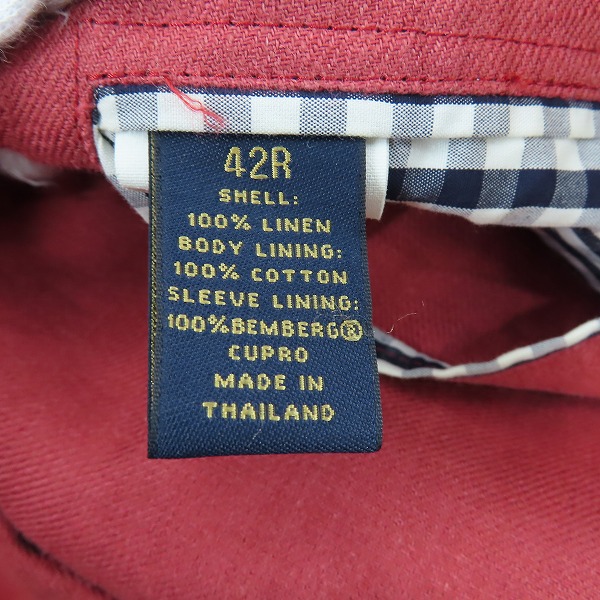 42R
SHELL:
100% LINEN
BODY LINING:
100% COTTON
SLEEVE LINING:
100%BEMBERG®
CUPRO
MADE IN
THAILAND